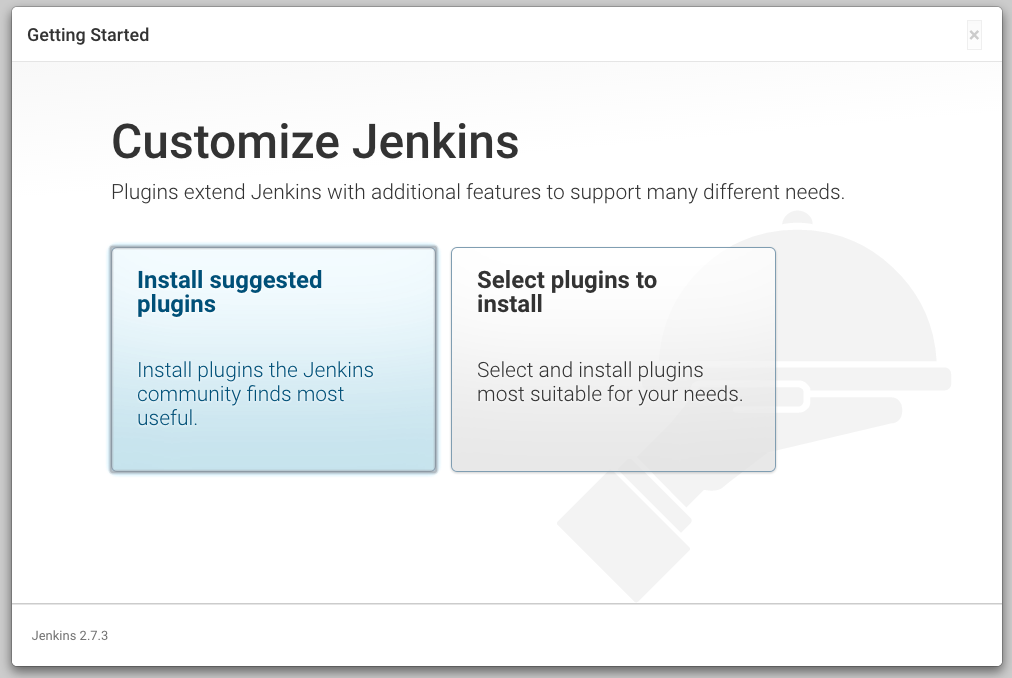 Getting Started
×
Customize Jenkins
Plugins extend Jenkins with additional features to support many different needs.
Install suggested
plugins
Install plugins the Jenkins
community finds most
useful.
Select plugins to
install
Select and install plugins
most suitable for your needs.
Jenkins 2.7.3